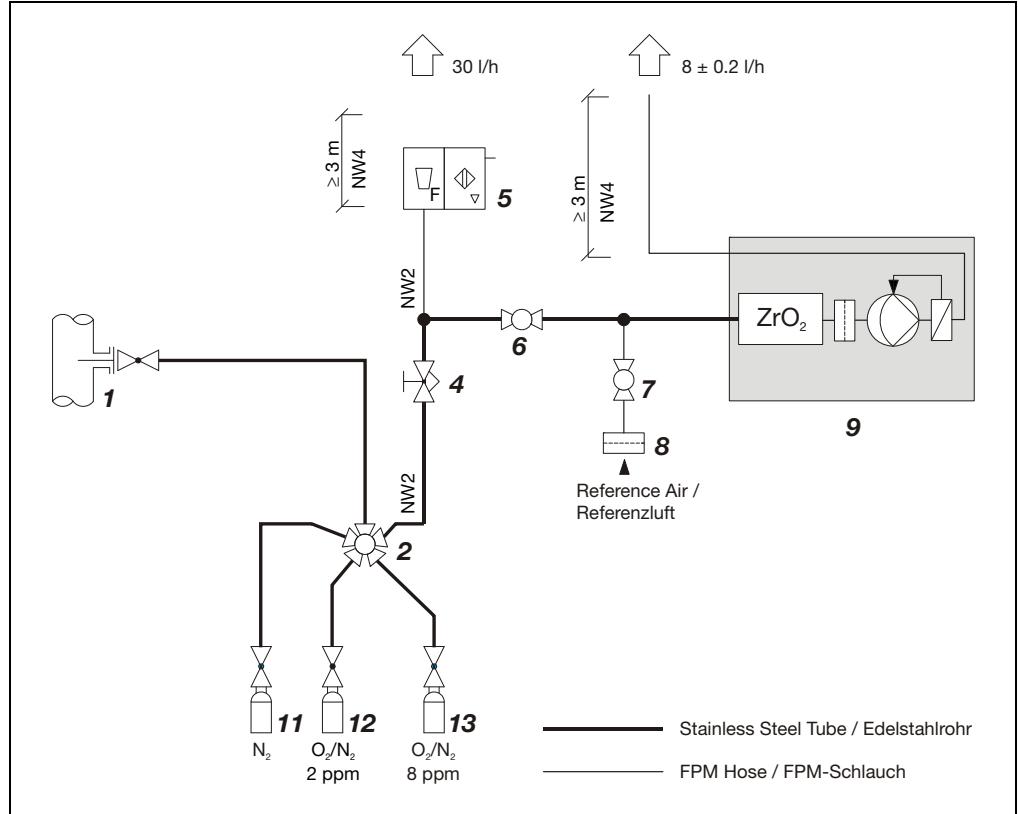 30 l/h
8 ± 0.2 l/h
≥ 3 m
NW4
F
5
≥ 3 m
NW4
NW2
6
ZrO₂
1
4
7
9
8
NW2
Reference Air /
Referenzluft
2
11
12
13
N₂
O₂/N₂
2 ppm
O₂/N₂
8 ppm
Stainless Steel Tube / Edelstahlrohr
FPM Hose / FPM-Schlauch